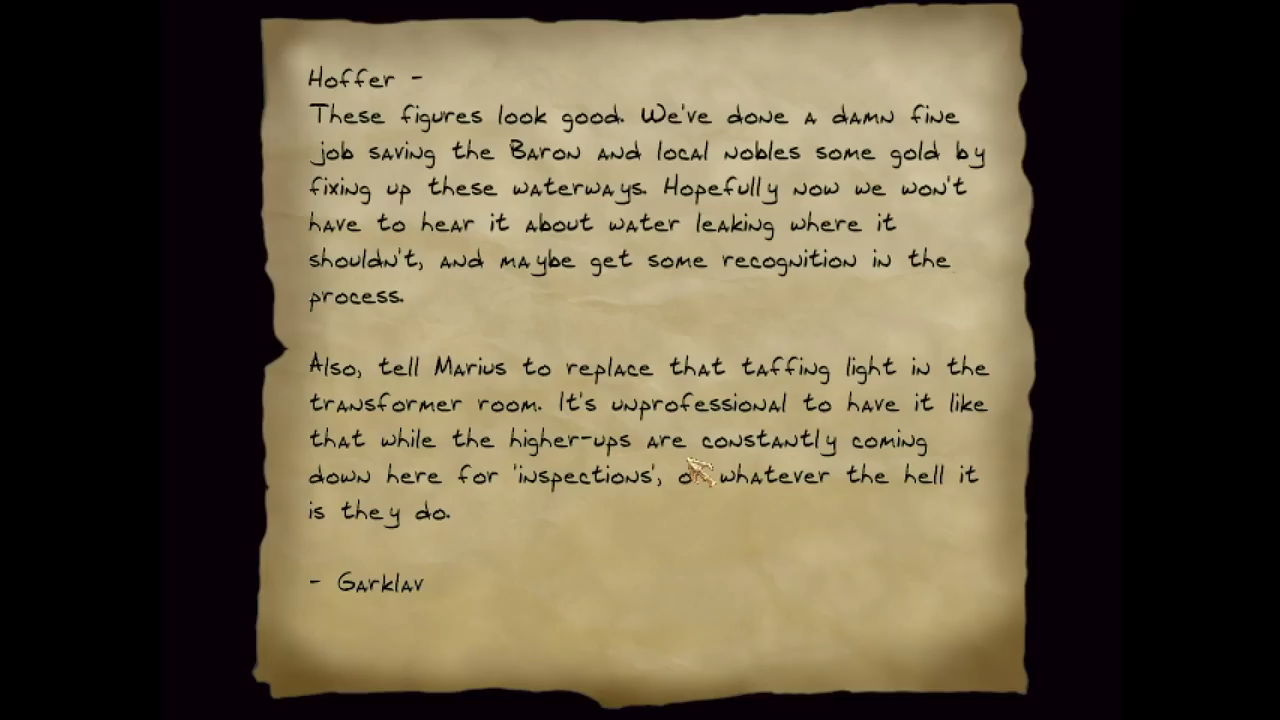 Hoffer -
These figures look good. We've done a damn fine
job saving the Baron and local nobles some gold by
fixing up these waterways. Hopefully now we won't
have to hear it about water leaking where it
shouldn't, and maybe get some recognition in the
process.
Also, tell Marius to replace that taffing light in the
transformer room. It's unprofessional to have it like
that while the higher-ups are constantly coming
down here for 'inspections', or whatever the hell it
is they do.
- Garklav